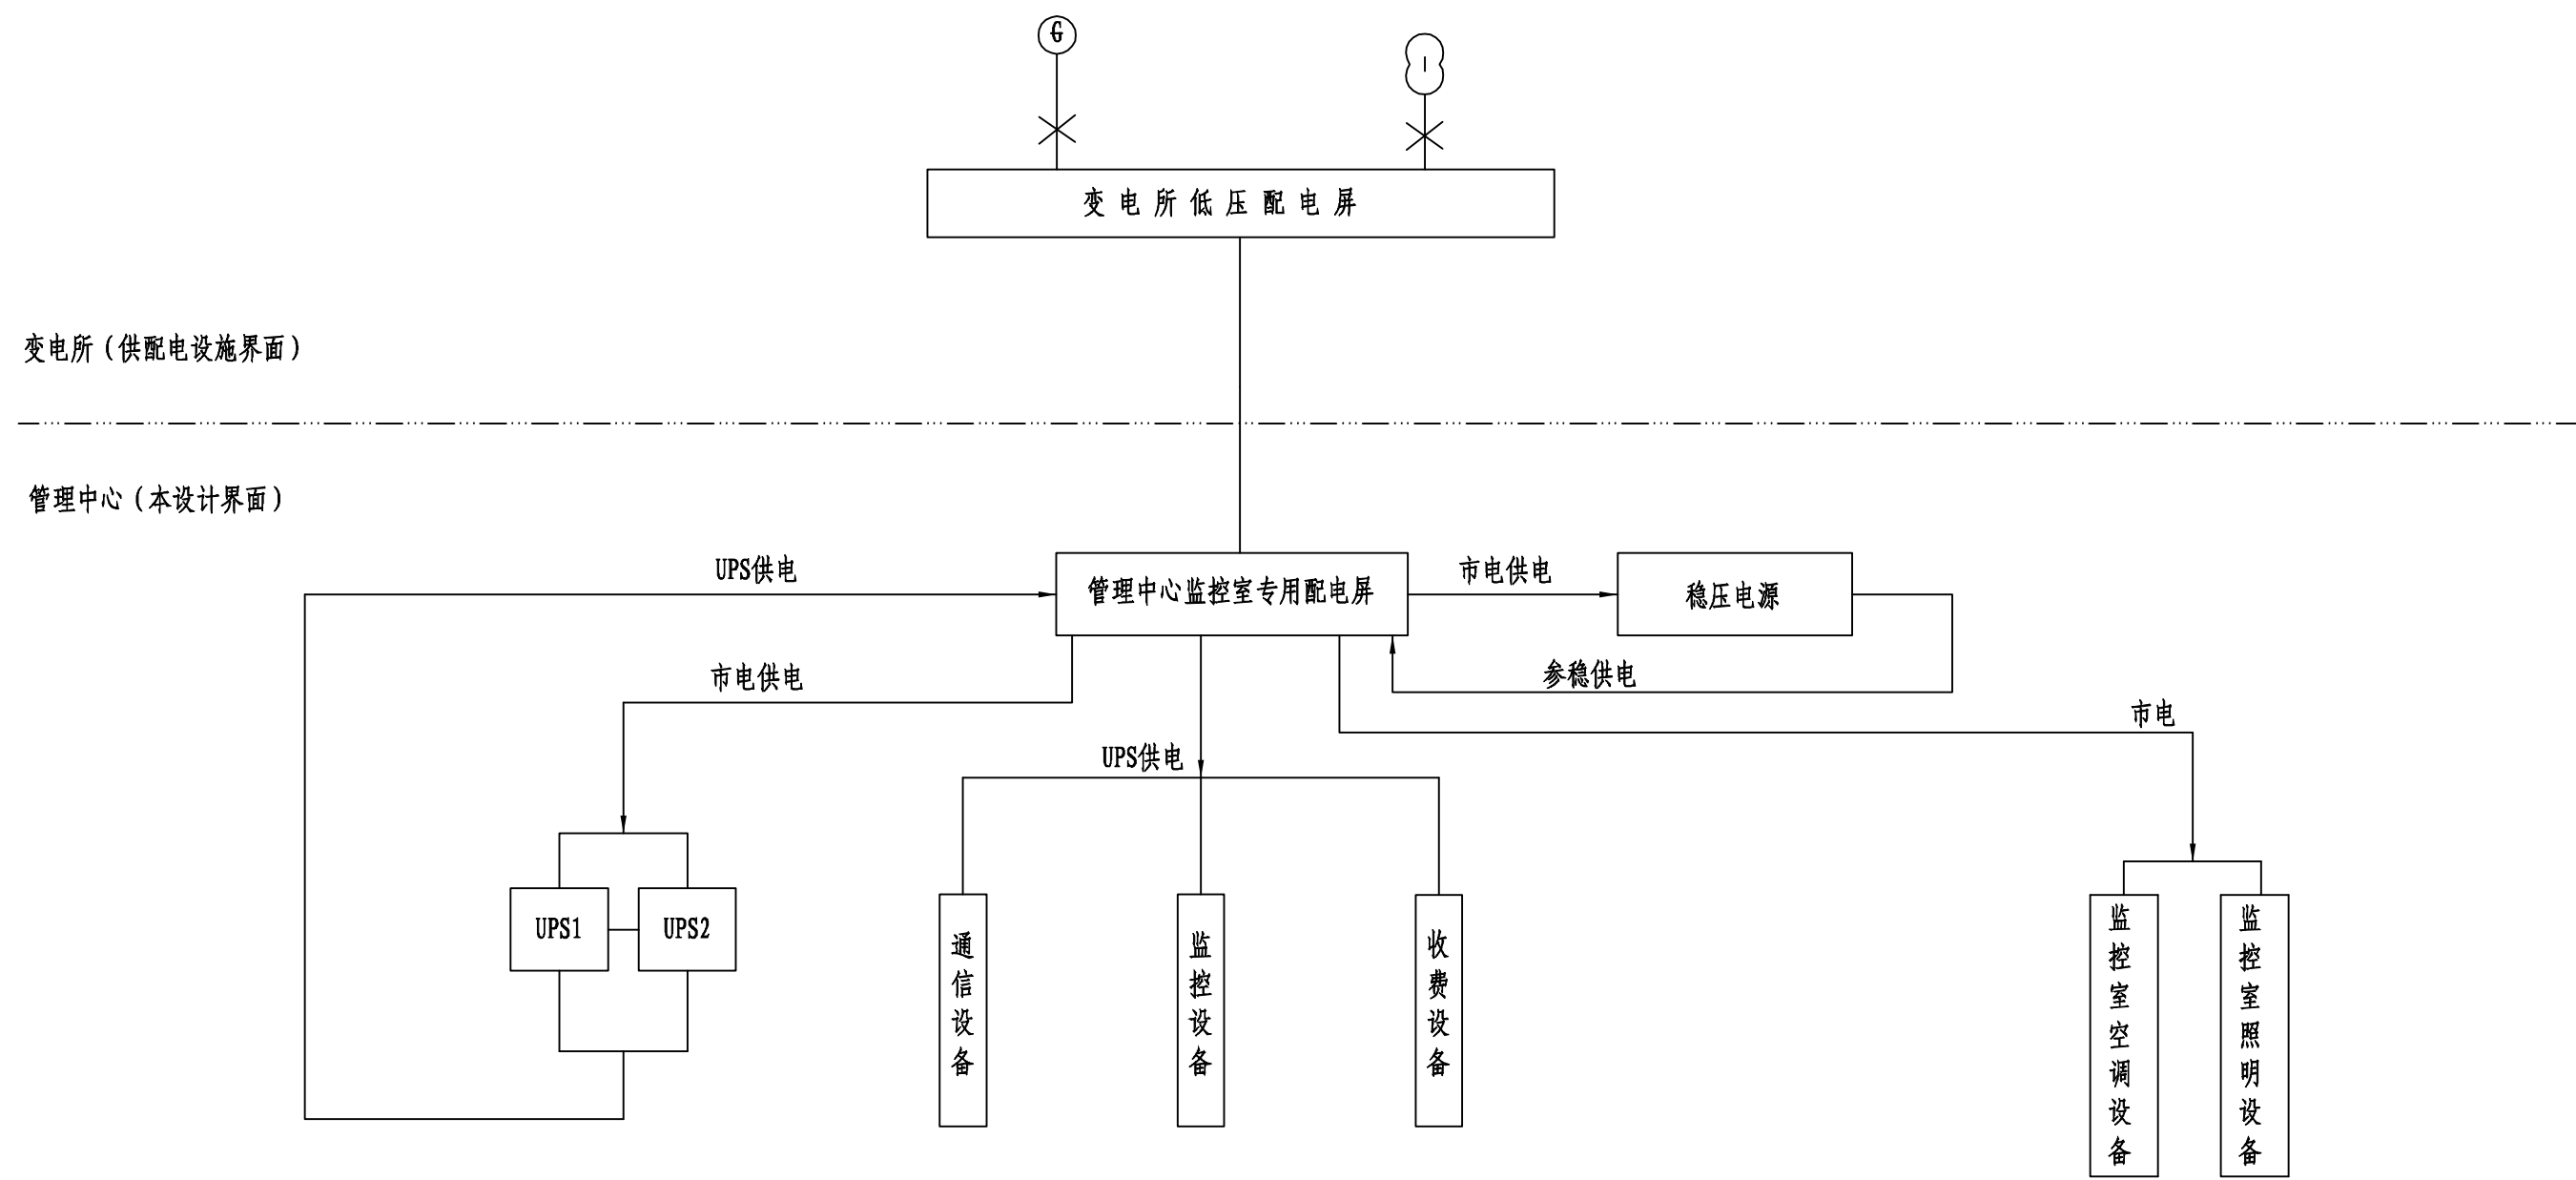 G
变电所低压配电屏
变电所(供配电设施界面)
管理中心(本设计界面)
UPS供电
管理中心监控室专用配电屏
市电供电
稳压电源
市电供电
参稳供电
市电
UPS供电
UPS1
UPS2
通信设备
监控设备
收费设备
监控室空调设备
监控室照明设备